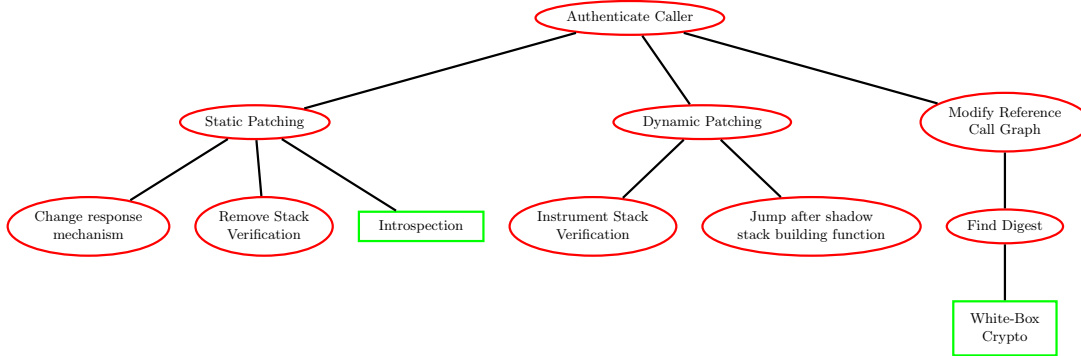 Authenticate Caller
Static Patching
Dynamic Patching
Modify Reference
Call Graph
Change response
mechanism
Remove Stack
Verification
Introspection
Instrument Stack
Verification
Jump after shadow
stack building function
Find Digest
White-Box
Crypto